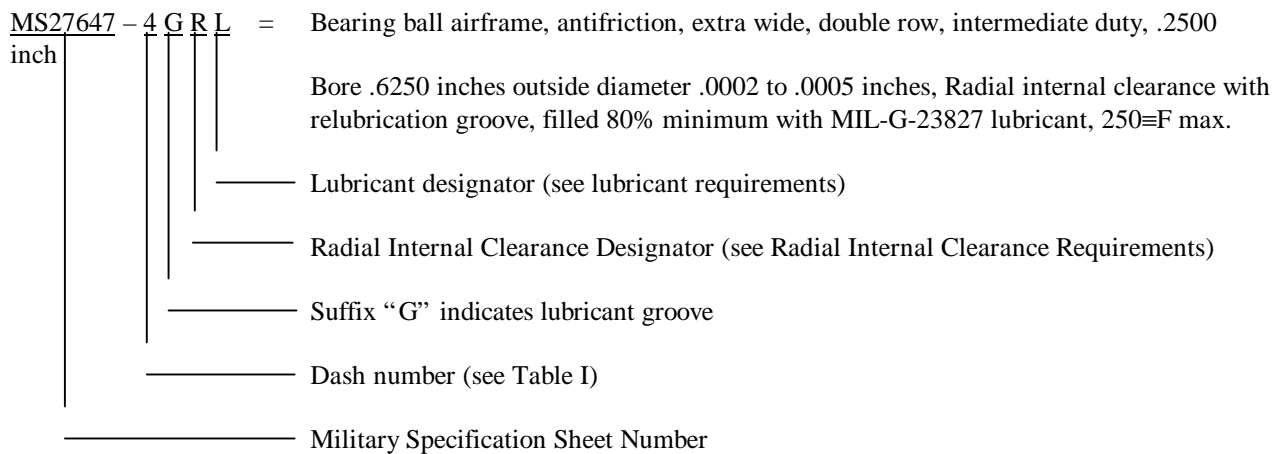 MS27647 – 4 G R L = Bearing ball airframe, antifriction, extra wide, double row, intermediate duty, .2500
inch
Bore .6250 inches outside diameter .0002 to .0005 inches, Radial internal clearance with
relubrication groove, filled 80% minimum with MIL-G-23827 lubricant, 250≡F max.
Lubricant designator (see lubricant requirements)
Radial Internal Clearance Designator (see Radial Internal Clearance Requirements)
Suffix “G” indicates lubricant groove
Dash number (see Table I)
Military Specification Sheet Number